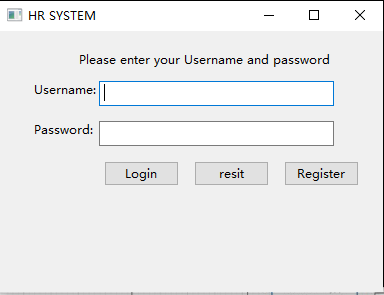 HR SYSTEM
Please enter your Username and password
Username:
Password:
Login resit Register